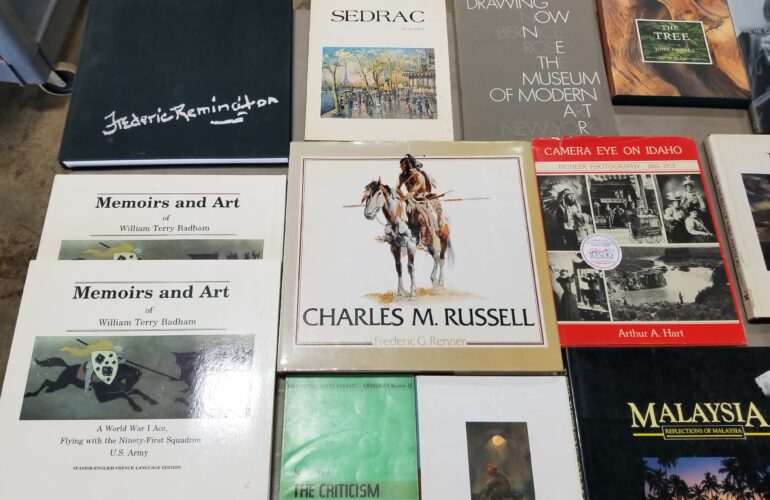 Frederic Remington
SEDRAC
DRAWING
NOW
BERNICE
ROSE
THE
MUSEUM
OF MODERN
ART
NEW YORK
THE
TREE
JOHN FOWLES
Memoirs and Art
of
William Terry Badham
Memoirs and Art
of
William Terry Badham
A World War I Ace,
Flying with the Ninety-First Squadron
U.S. Army
SPANISH-ENGLISH-FRENCH LANGUAGE EDITION
CHARLES M. RUSSELL
Frederic G. Renner
CAMERA EYE ON IDAHO
PIONEER PHOTOGRAPHY 1863-1913
IDAHO
Arthur A. Hart
THE CRITICISM
MALAYSIA
REFLECTIONS OF MALAYSIA